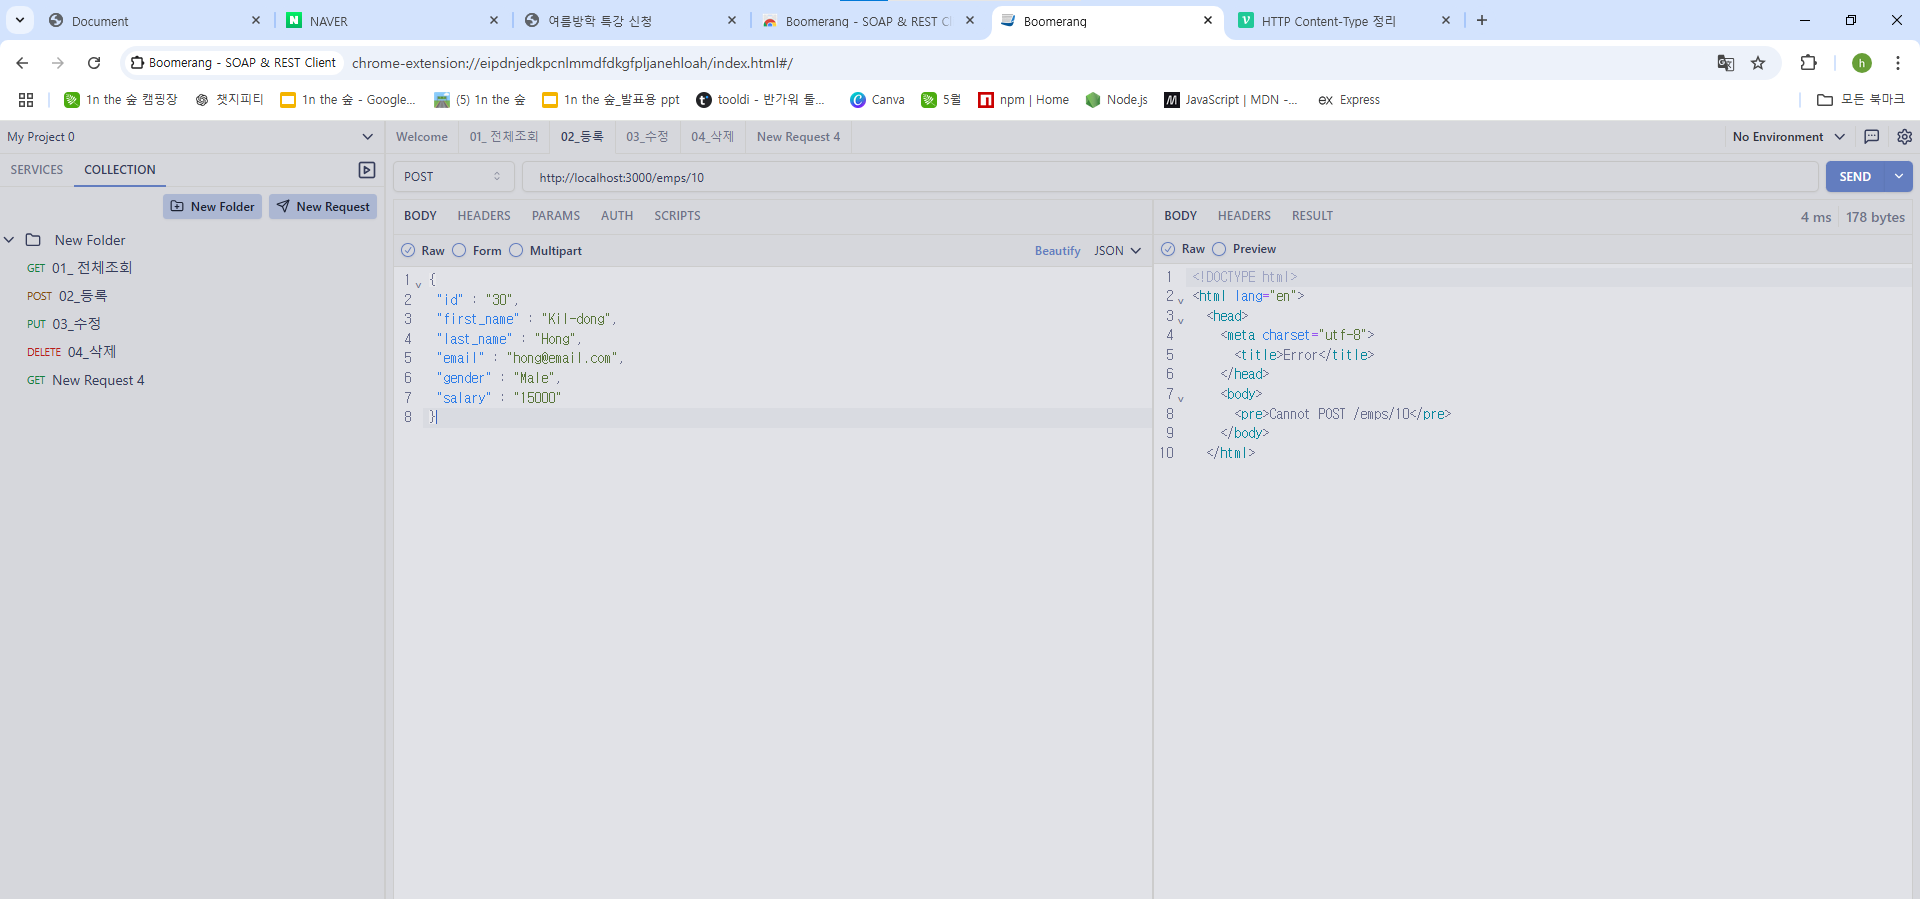 Document
NAVER
여름방학 특강 신청
Boomerang - SOAP & REST Cl
Boomerang
HTTP Content-Type 정리
Boomerang - SOAP & REST Client
chrome-extension://eipdnjedkpcnlmmdfdkgfpljanehloah/index.html#/
h
1n the 숲 캠핑장
챗지피티
1n the 숲 - Google...
(5) 1n the 숲
1n the 숲_발표용 ppt
tooldi - 반가워 툴...
Canva
5월
npm | Home
Node.js
JavaScript | MDN -...
ex Express
모든 북마크
My Project 0
Welcome
01_ 전체조회
02_등록
03_수정
04_삭제
New Request 4
No Environment
SERVICES
COLLECTION
POST
http://localhost:3000/emps/10
SEND
New Folder
New Request
New Folder
GET 01_ 전체조회
POST 02_등록
PUT 03_수정
DELETE 04_삭제
GET New Request 4
BODY
HEADERS
PARAMS
AUTH
SCRIPTS
Raw
Form
Multipart
Beautify
JSON
1 {
2 "id" : "30",
3 "first_name" : "Kil-dong",
4 "last_name" : "Hong",
5 "email" : "hong@email.com",
6 "gender" : "Male",
7 "salary" : "15000"
8 }
BODY
HEADERS
RESULT
4 ms
178 bytes
Raw
Preview
1 <!DOCTYPE html>
2 <html lang="en">
3 <head>
4 <meta charset="utf-8">
5 <title>Error</title>
6 </head>
7 <body>
8 <pre>Cannot POST /emps/10</pre>
9 </body>
10 </html>